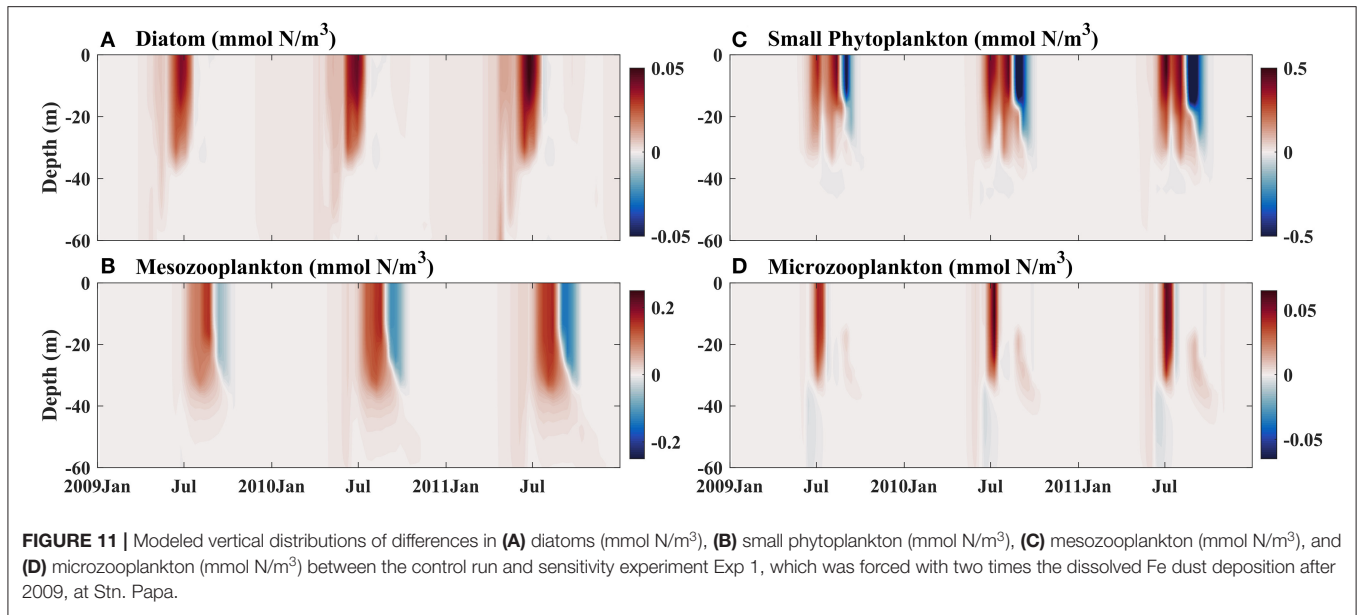 A Diatom (mmol N/m³)
0
-20
-40
-60
Depth (m)
0.05
0
-0.05
C Small Phytoplankton (mmol N/m³)
0
-20
-40
-60
0.5
0
-0.5
B Mesozooplankton (mmol N/m³)
0
-20
-40
-60
Depth (m)
0.2
0
-0.2
2009Jan Jul 2010Jan Jul 2011Jan Jul
D Microzooplankton (mmol N/m³)
0
-20
-40
-60
0.05
0
-0.05
2009Jan Jul 2010Jan Jul 2011Jan Jul
FIGURE 11 | Modeled vertical distributions of differences in (A) diatoms (mmol N/m³), (B) small phytoplankton (mmol N/m³), (C) mesozooplankton (mmol N/m³), and
(D) microzooplankton (mmol N/m³) between the control run and sensitivity experiment Exp 1, which was forced with two times the dissolved Fe dust deposition after
2009, at Stn. Papa.